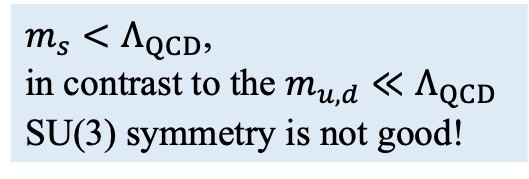 m_s < Λ_QCD,
in contrast to the m_{u,d} ≪ Λ_QCD
SU(3) symmetry is not good!